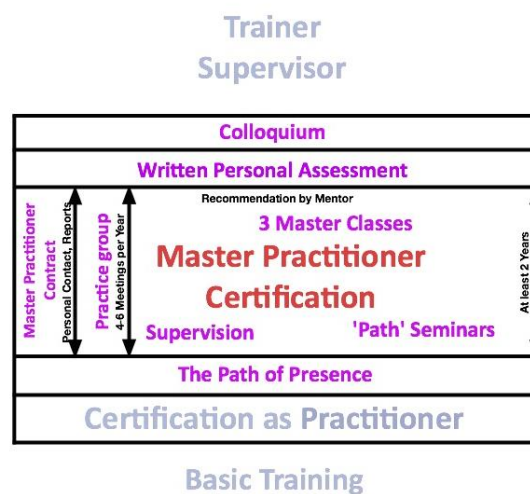 Trainer
Supervisor
Colloquium
Written Personal Assessment
Recommendation by Mentor
3 Master Classes
Master Practitioner
Certification
Supervision
'Path' Seminars
Master Practitioner
Contract
Personal Contact, Reports
Practice group
4-6 Meetings per Year
At least 2 Years
The Path of Presence
Certification as Practitioner
Basic Training